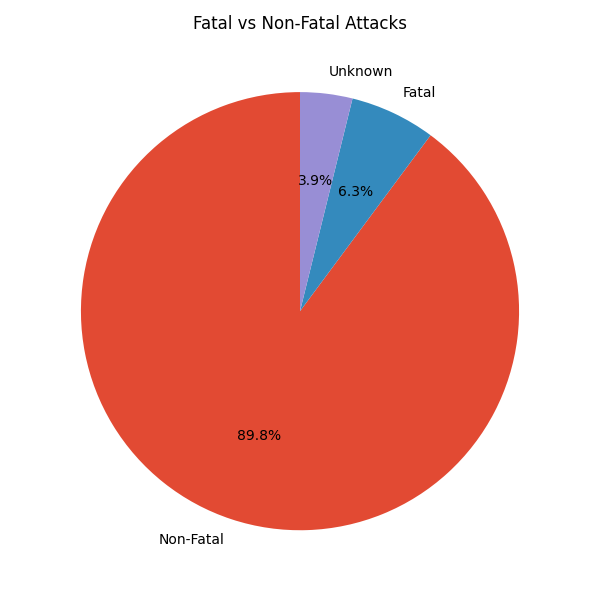 Fatal vs Non-Fatal Attacks
Unknown
Fatal
3.9%
6.3%
89.8%
Non-Fatal